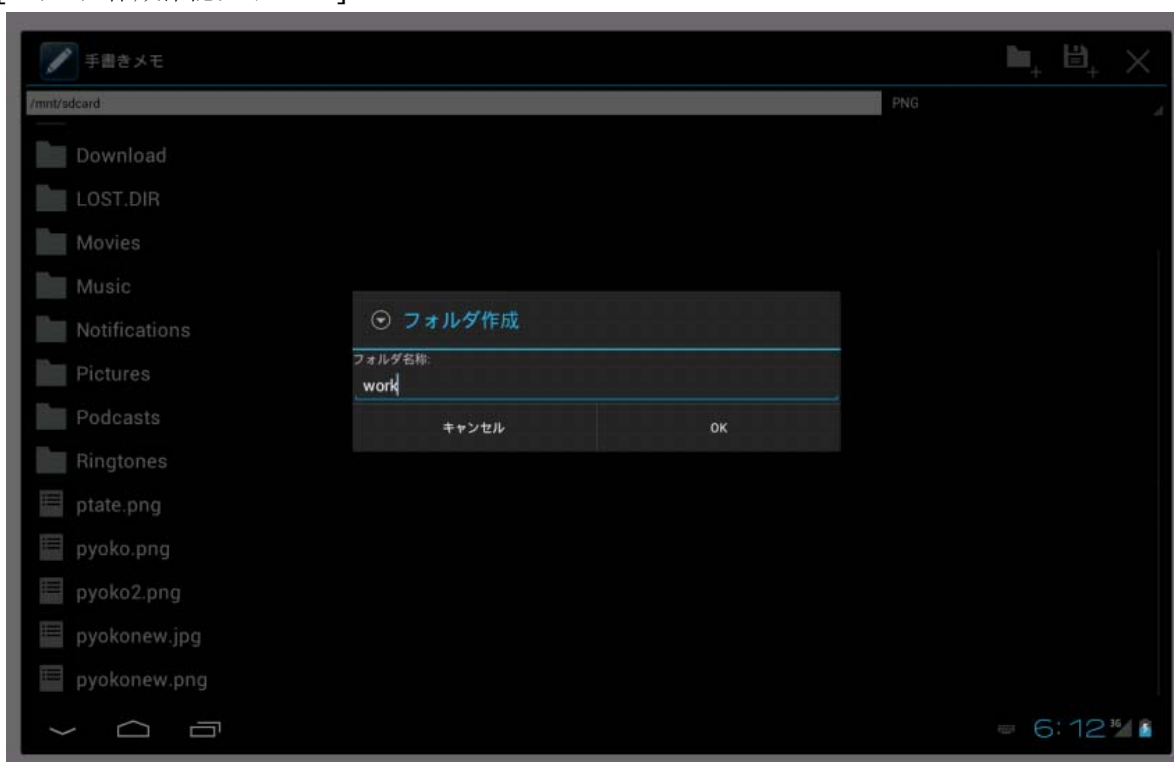 手書きメモ
/mnt/sdcard PNG
Download
LOST.DIR
Movies
Music
Notifications
Pictures
Podcasts
Ringtones
ptate.png
pyoko.png
pyoko2.png
pyokonew.jpg
pyokonew.png
フォルダ作成
フォルダ名称:
work
キャンセル OK
6:12 3G